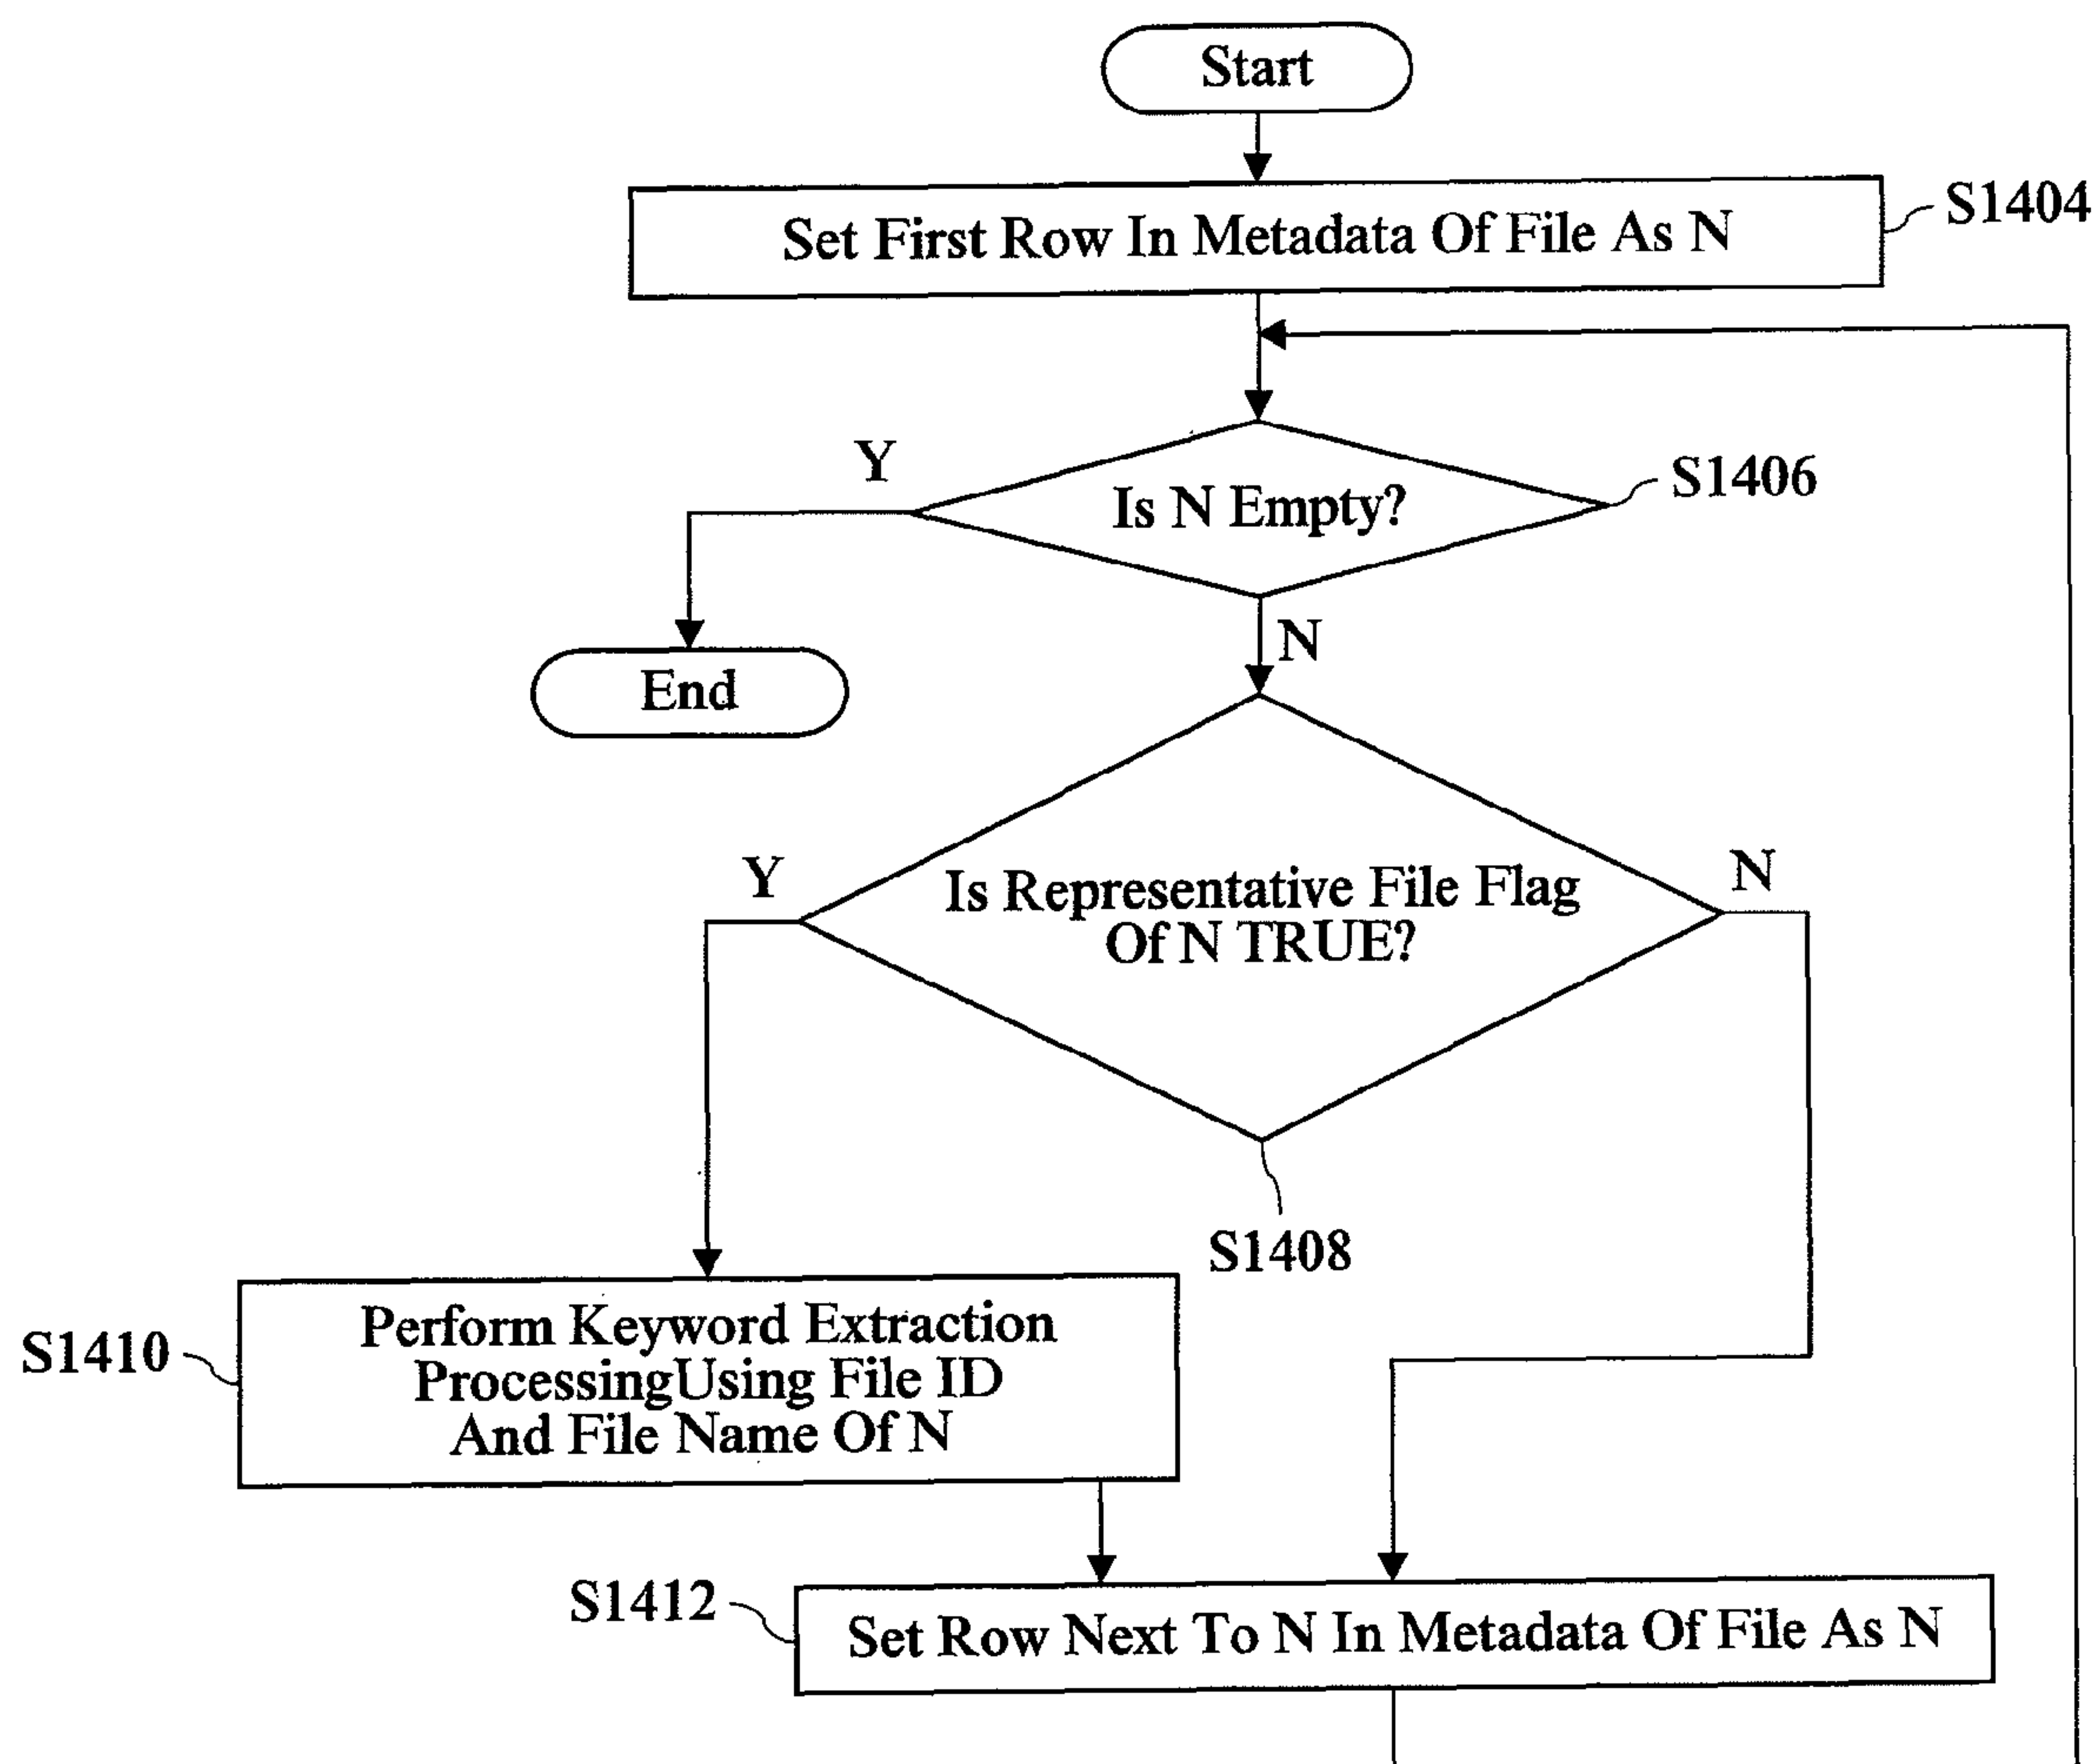 Start
Set First Row In Metadata Of File As N
S1404
Y
Is N Empty?
S1406
N
End
Y
Is Representative File Flag
Of N TRUE?
N
S1408
S1410
Perform Keyword Extraction
ProcessingUsing File ID
And File Name Of N
S1412
Set Row Next To N In Metadata Of File As N